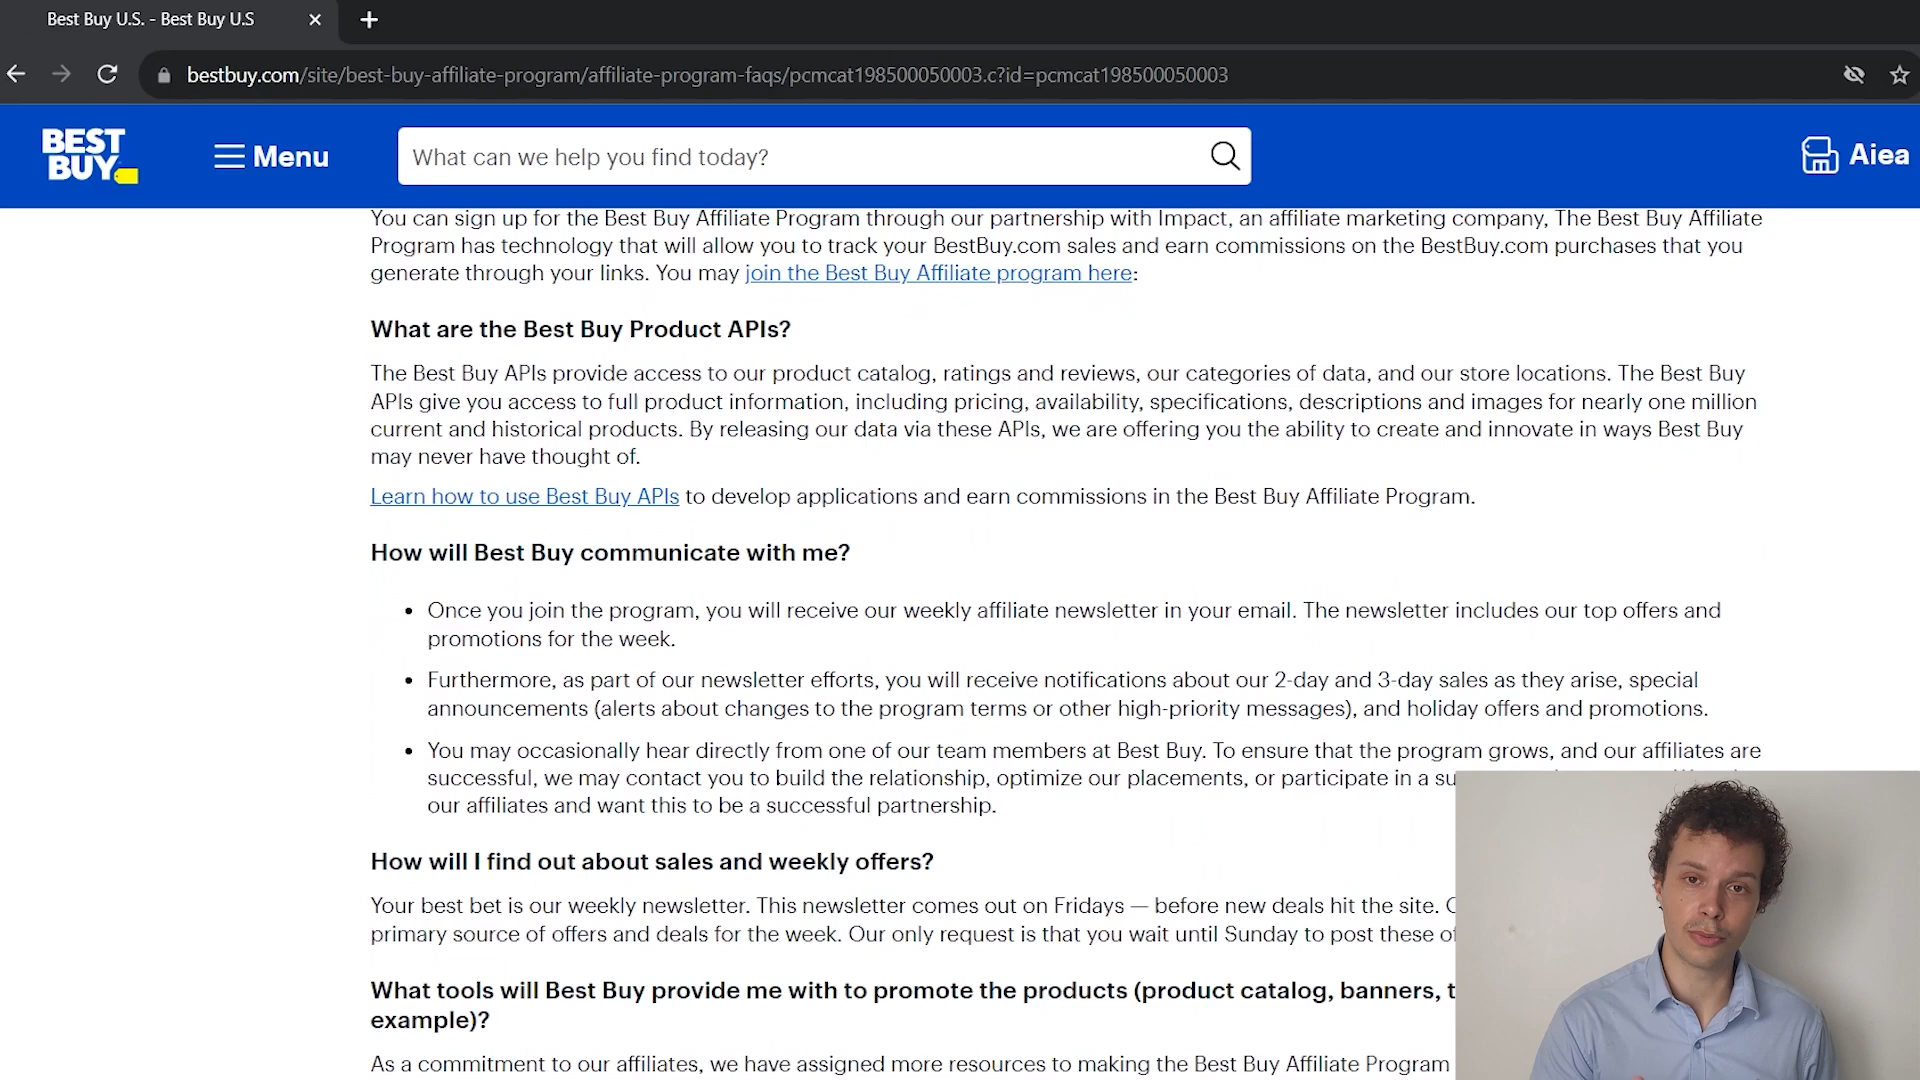 Best Buy U.S. - Best Buy U.S
bestbuy.com/site/best-buy-affiliate-program/affiliate-program-faqs/pcmcat198500050003.c?id=pcmcat198500050003
BEST
BUY
Menu
What can we help you find today?
Aiea
You can sign up for the Best Buy Affiliate Program through our partnership with Impact, an affiliate marketing company, The Best Buy Affiliate
Program has technology that will allow you to track your BestBuy.com sales and earn commissions on the BestBuy.com purchases that you
generate through your links. You may join the Best Buy Affiliate program here:
What are the Best Buy Product APIs?
The Best Buy APIs provide access to our product catalog, ratings and reviews, our categories of data, and our store locations. The Best Buy
APIs give you access to full product information, including pricing, availability, specifications, descriptions and images for nearly one million
current and historical products. By releasing our data via these APIs, we are offering you the ability to create and innovate in ways Best Buy
may never have thought of.
Learn how to use Best Buy APIs to develop applications and earn commissions in the Best Buy Affiliate Program.
How will Best Buy communicate with me?
• Once you join the program, you will receive our weekly affiliate newsletter in your email. The newsletter includes our top offers and
promotions for the week.
• Furthermore, as part of our newsletter efforts, you will receive notifications about our 2-day and 3-day sales as they arise, special
announcements (alerts about changes to the program terms or other high-priority messages), and holiday offers and promotions.
• You may occasionally hear directly from one of our team members at Best Buy. To ensure that the program grows, and our affiliates are
successful, we may contact you to build the relationship, optimize our placements, or participate in a
our affiliates and want this to be a successful partnership.
How will I find out about sales and weekly offers?
Your best bet is our weekly newsletter. This newsletter comes out on Fridays — before new deals hit the site.
primary source of offers and deals for the week. Our only request is that you wait until Sunday to post these
What tools will Best Buy provide me with to promote the products (product catalog, banners,
example)?
As a commitment to our affiliates, we have assigned more resources to making the Best Buy Affiliate Program